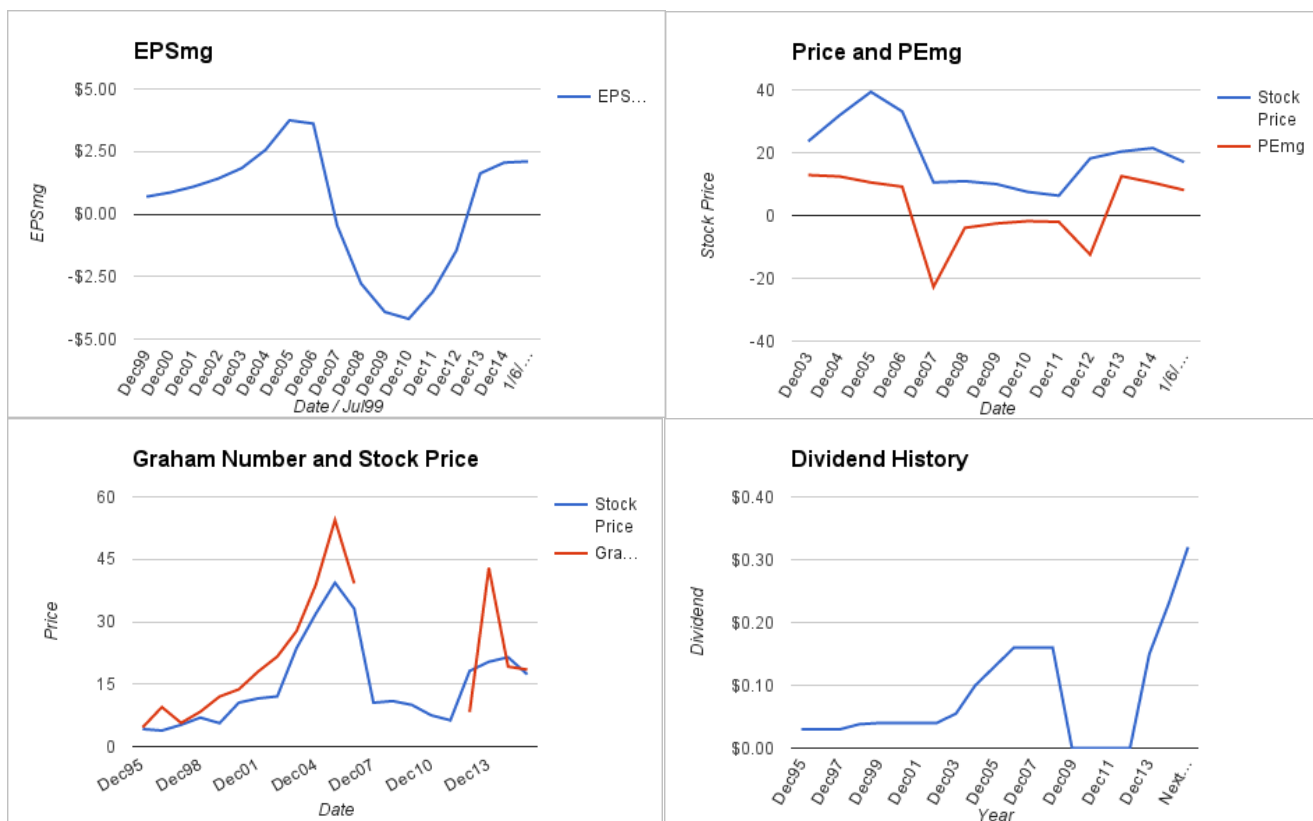 EPSmg
$5.00
$2.50
$0.00
-$2.50
-$5.00
EPSmg
EPS...
Dec99
Dec00
Dec01
Dec02
Dec03
Dec04
Dec05
Dec06
Dec07
Dec08
Dec09
Dec10
Dec11
Dec12
Dec13
Dec14
1/6/...
Date / Jul99
Price and PEmg
40
20
0
-20
-40
Stock Price
Stock
Price
PEmg
Dec03
Dec04
Dec05
Dec06
Dec07
Dec08
Dec09
Dec10
Dec11
Dec12
Dec13
Dec14
1/6/...
Date
Graham Number and Stock Price
60
45
30
15
0
Price
Stock
Price
Gra...
Dec95
Dec98
Dec01
Dec04
Dec07
Dec10
Dec13
Date
Dividend History
$0.40
$0.30
$0.20
$0.10
$0.00
Dividend
Dec95
Dec97
Dec99
Dec01
Dec03
Dec05
Dec07
Dec09
Dec11
Dec13
Next...
Year